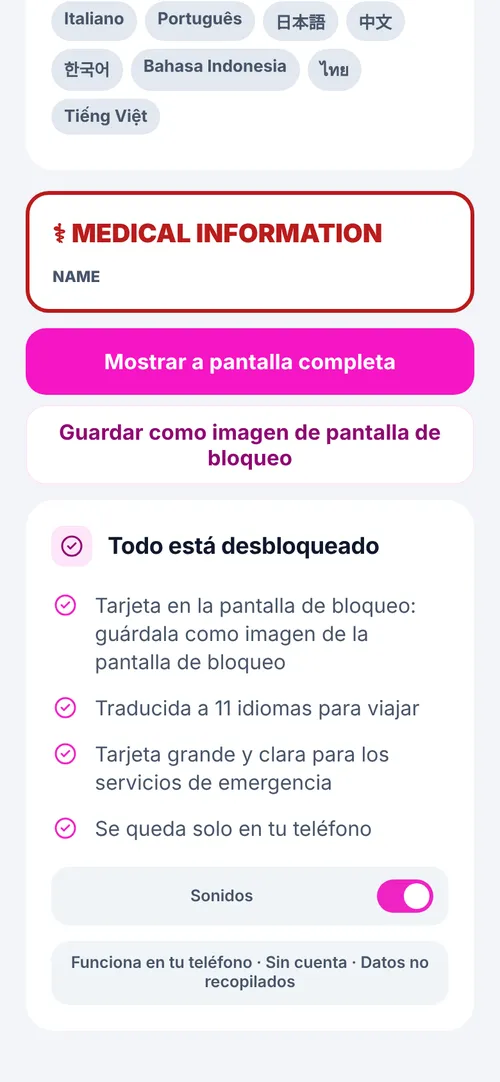 Italiano
Português
日本語
中文
한국어
Bahasa Indonesia
ไทย
Tiếng Việt
⚕ MEDICAL INFORMATION
NAME
Mostrar a pantalla completa
Guardar como imagen de pantalla de
bloqueo
Todo está desbloqueado
Tarjeta en la pantalla de bloqueo:
guárdala como imagen de la
pantalla de bloqueo
Traducida a 11 idiomas para viajar
Tarjeta grande y clara para los
servicios de emergencia
Se queda solo en tu teléfono
Sonidos
Funciona en tu teléfono · Sin cuenta · Datos no
recopilados